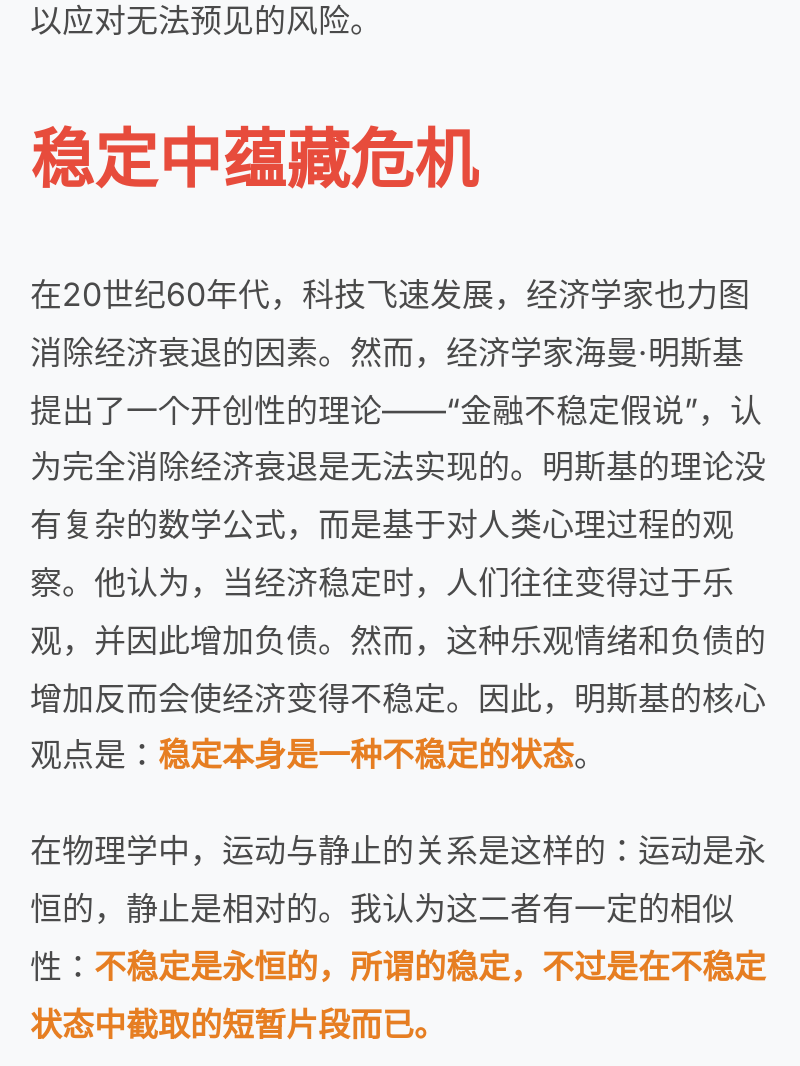 以应对无法预见的风险。
稳定中蕴藏危机
在20世纪60年代，科技飞速发展，经济学家也力图
消除经济衰退的因素。然而，经济学家海曼·明斯基
提出了一个开创性的理论——“金融不稳定假说”，认
为完全消除经济衰退是无法实现的。明斯基的理论没
有复杂的数学公式，而是基于对人类心理过程的观
察。他认为，当经济稳定时，人们往往变得过于乐
观，并因此增加负债。然而，这种乐观情绪和负债的
增加反而会使经济变得不稳定。因此，明斯基的核心
观点是：稳定本身是一种不稳定的状态。
在物理学中，运动与静止的关系是这样的：运动是永
恒的，静止是相对的。我认为这二者有一定的相似
性：不稳定是永恒的，所谓的稳定，不过是在不稳定
状态中截取的短暂片段而已。